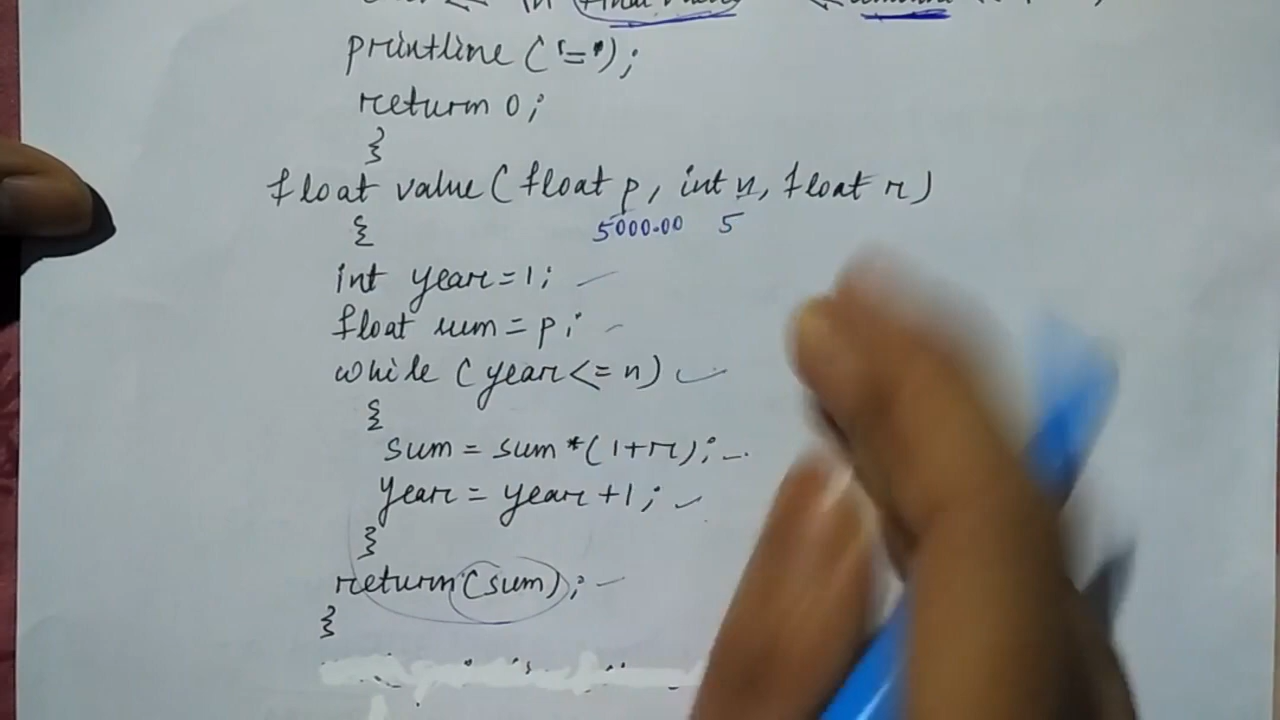 printline ('=');
return 0;
}
float value (float p, int n, float r)
{ 5000.00 5
int year=1;
float sum = p;
while (year<=n)
{
sum = sum*(1+r);
year = year +1;
}
return (sum);
}